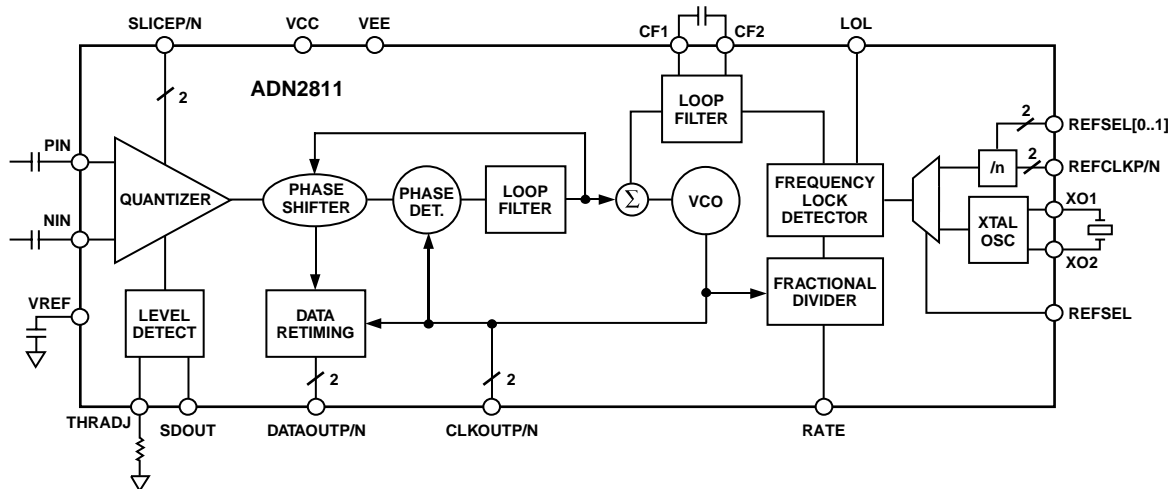 SLICEP/N
VCC
VEE
CF1
CF2
LOL
2
ADN2811
LOOP
FILTER
2
REFSEL[0..1]
PIN
/n
2
REFCLKP/N
QUANTIZER
PHASE
SHIFTER
PHASE
DET.
LOOP
FILTER
Σ
VCO
FREQUENCY
LOCK
DETECTOR
XO1
XTAL
OSC
NIN
XO2
VREF
LEVEL
DETECT
DATA
RETIMING
FRACTIONAL
DIVIDER
REFSEL
2
2
THRADJ
SDOUT
DATAOUTP/N
CLKOUTP/N
RATE